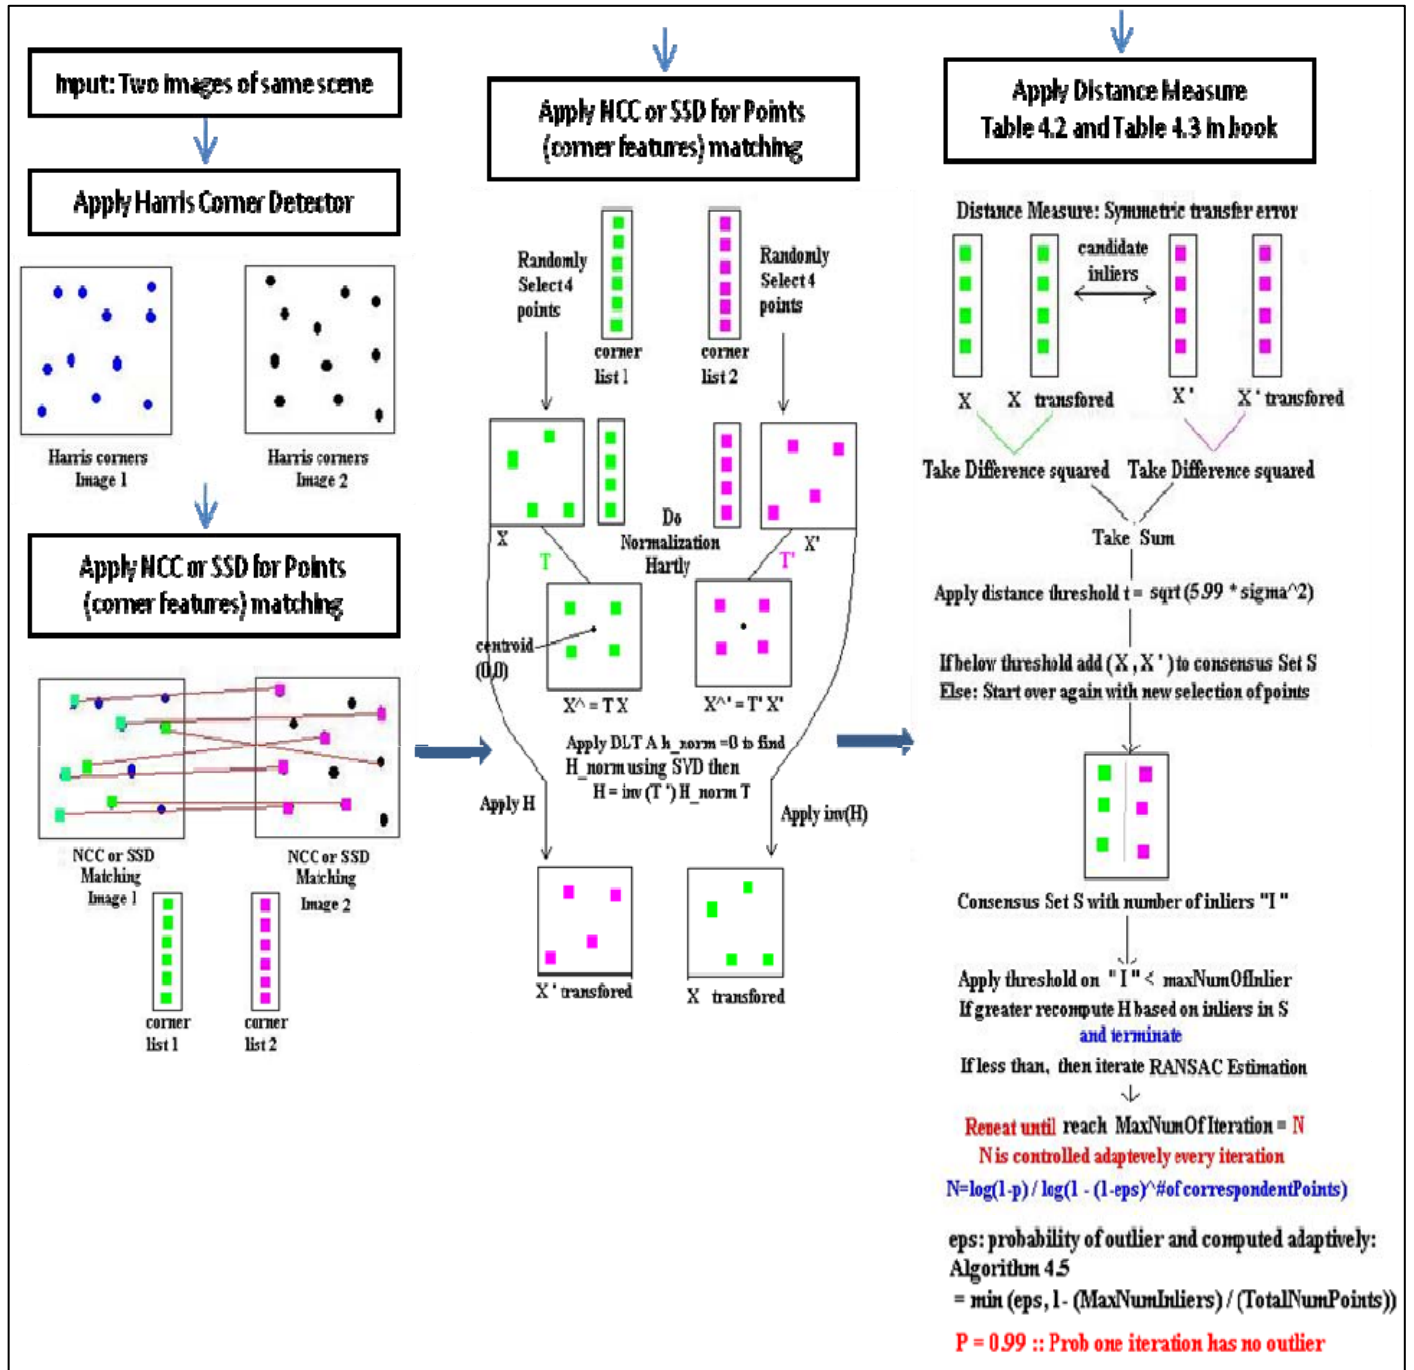 Input: Two Images of same scene
Apply Harris Corner Detector
Harris corners
Image 1
Harris corners
Image 2
Apply NCC or SSD for Points
(corner features) matching
NCC or SSD
Matching
Image 1
NCC or SSD
Matching
Image 2
corner
list 1
corner
list 2
Apply NCC or SSD for Points
(corner features) matching
Randomly
Select 4
points
corner
list 1
corner
list 2
Randomly
Select 4
points
X
T
Do
Normalization
Hartly
X'
T'
centroid
(0,0)
X^ = T X
X^' = T' X'
Apply DLT A h_norm =0 to find
H_norm using SVD then
H = inv (T') H_norm T
Apply H
Apply inv(H)
X' transfored
X transfored
Apply Distance Measure
Table 4.2 and Table 4.3 in book
Distance Measure: Symmetric transfer error
candidate
inliers
X
X transfored
X'
X' transfored
Take Difference squared
Take Difference squared
Take Sum
Apply distance threshold t = sqrt (5.99 * sigma^2)
If below threshold add (X, X') to consensus Set S
Else: Start over again with new selection of points
Consensus Set S with number of inliers "I"
Apply threshold on "I" < maxNumOfInlier
If greater recompute H based on inliers in S
and terminate
If less than, then iterate RANSAC Estimation
Repeat until reach MaxNumOfIteration = N
N is controlled adaptevely every iteration
N=log(1-p) / log(1 - (1-eps)^#of correspondentPoints)
eps: probability of outlier and computed adaptively:
Algorithm 4.5
= min (eps, 1- (MaxNumInliers) / (TotalNumPoints))
P = 0.99 :: Prob one iteration has no outlier